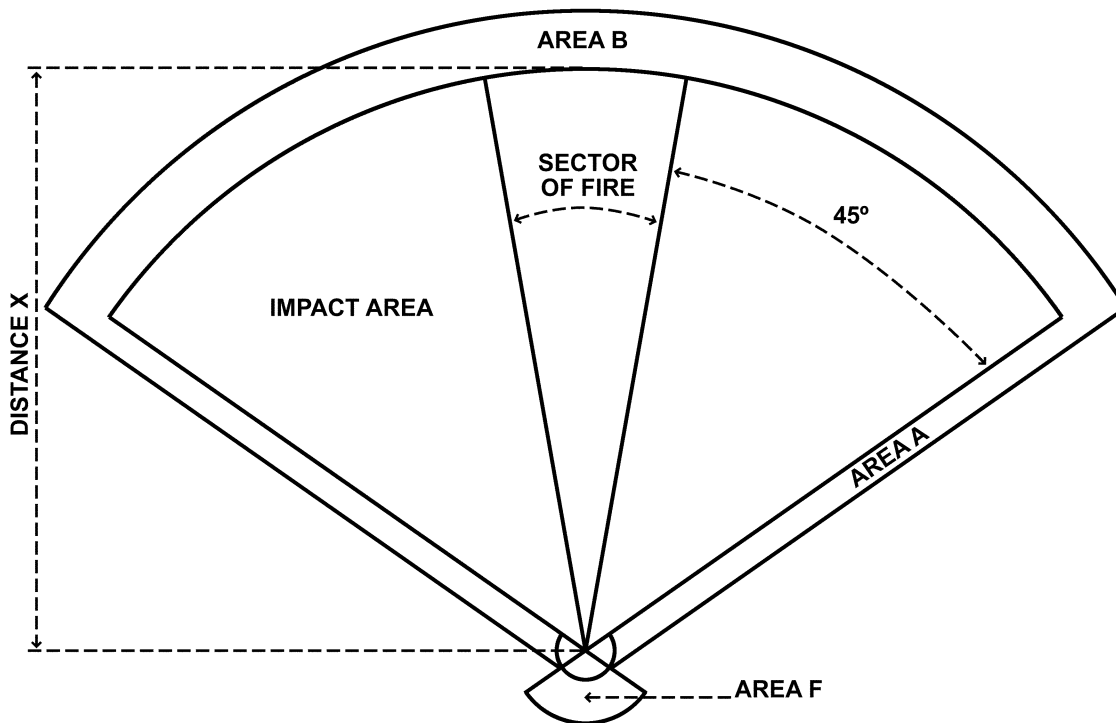 AREA B
SECTOR
OF FIRE
45º
IMPACT AREA
DISTANCE X
AREA A
AREA F